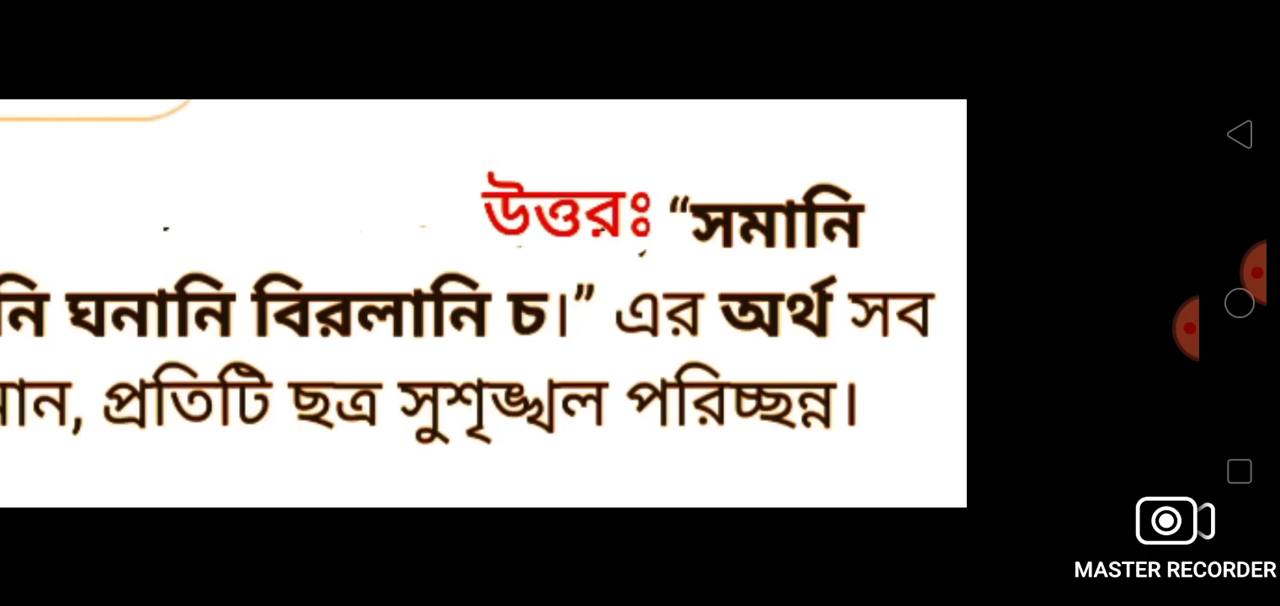 উত্তরঃ “সমানি
ঘনানি বিরলানি চ।” এর অর্থ সব
প্রতিটি ছত্র সুশৃঙ্খল পরিচ্ছন্ন।
MASTER RECORDER